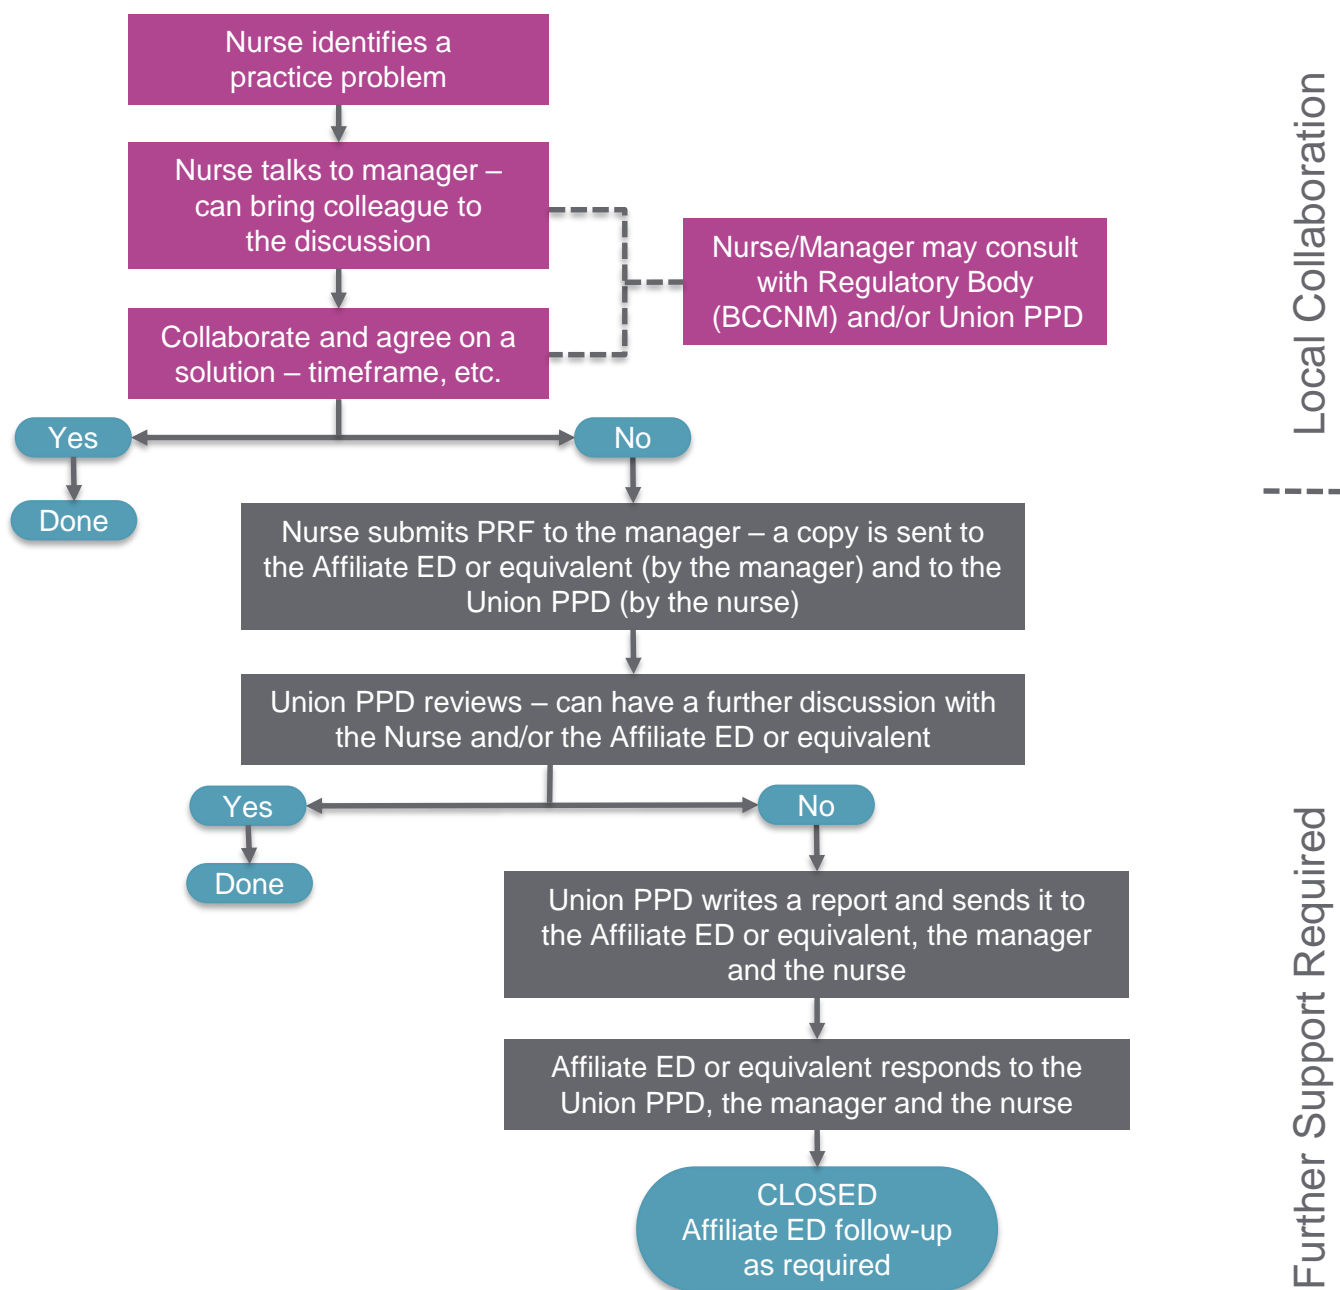 Nurse identifies a
practice problem
Nurse talks to manager –
can bring colleague to
the discussion
Nurse/Manager may consult
with Regulatory Body
(BCCNM) and/or Union PPD
Collaborate and agree on a
solution – timeframe, etc.
Local Collaboration
Yes
No
Done
Nurse submits PRF to the manager – a copy is sent to
the Affiliate ED or equivalent (by the manager) and to the
Union PPD (by the nurse)
Union PPD reviews – can have a further discussion with
the Nurse and/or the Affiliate ED or equivalent
Yes
No
Done
Union PPD writes a report and sends it to
the Affiliate ED or equivalent, the manager
and the nurse
Affiliate ED or equivalent responds to the
Union PPD, the manager and the nurse
CLOSED
Affiliate ED follow-up
as required
Further Support Required